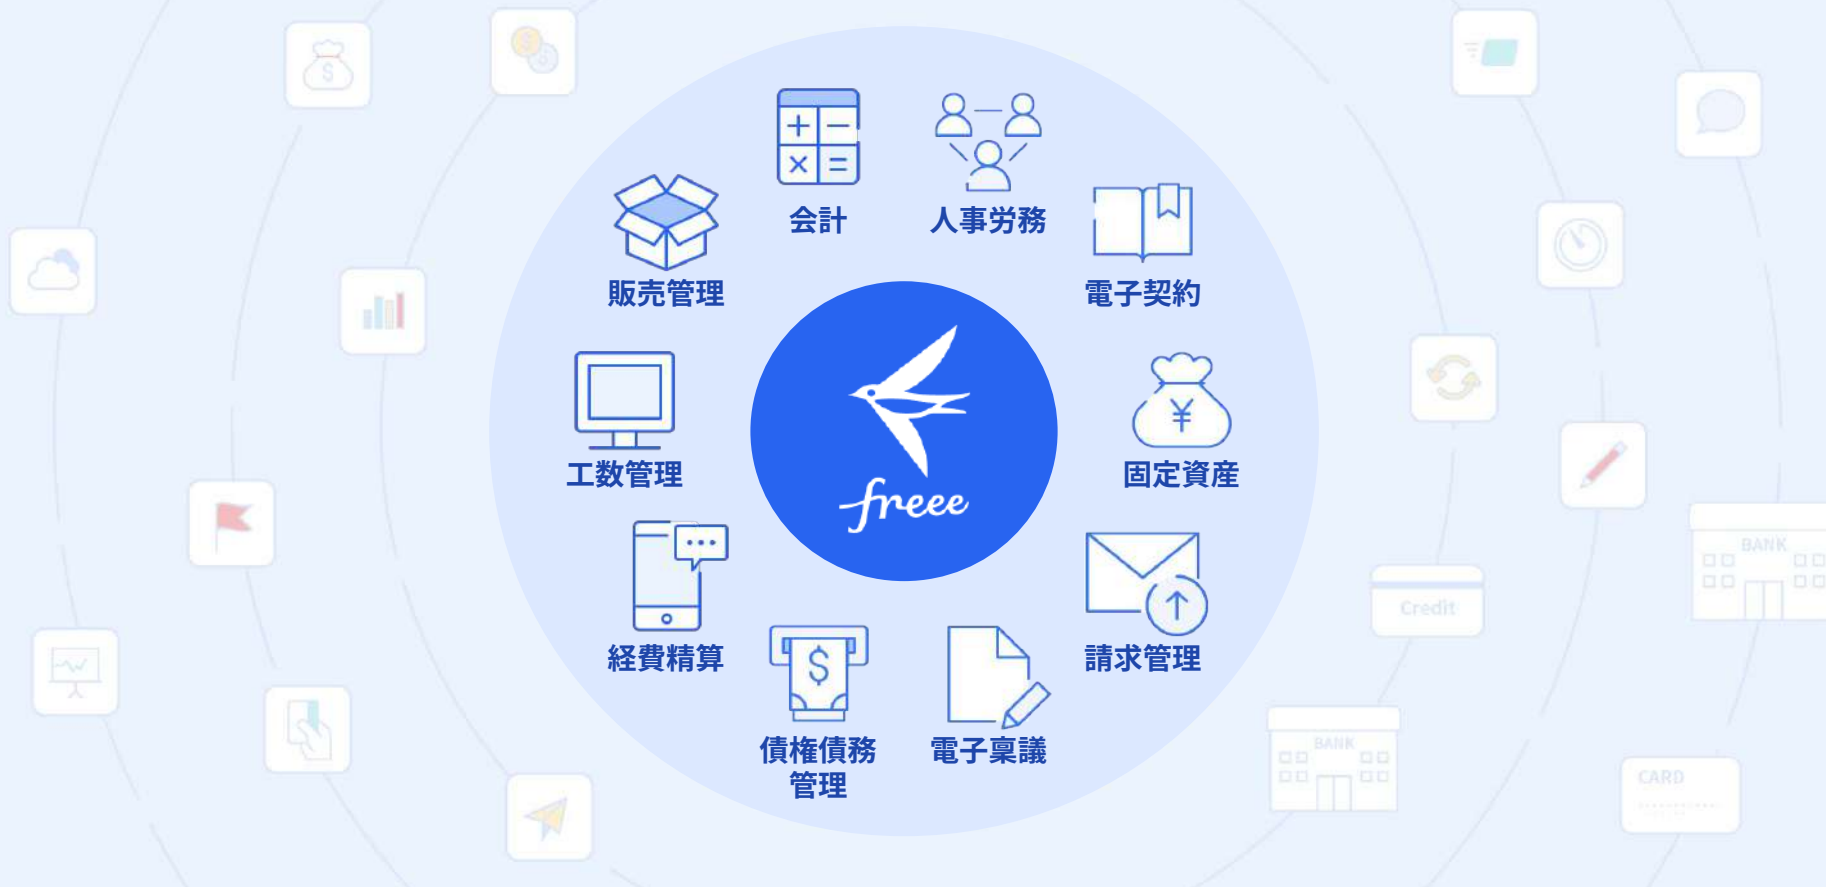 会計
人事労務
販売管理
電子契約
工数管理
固定資産
freee
経費精算
請求管理
債権債務
管理
電子稟議
BANK
Credit
BANK
CARD